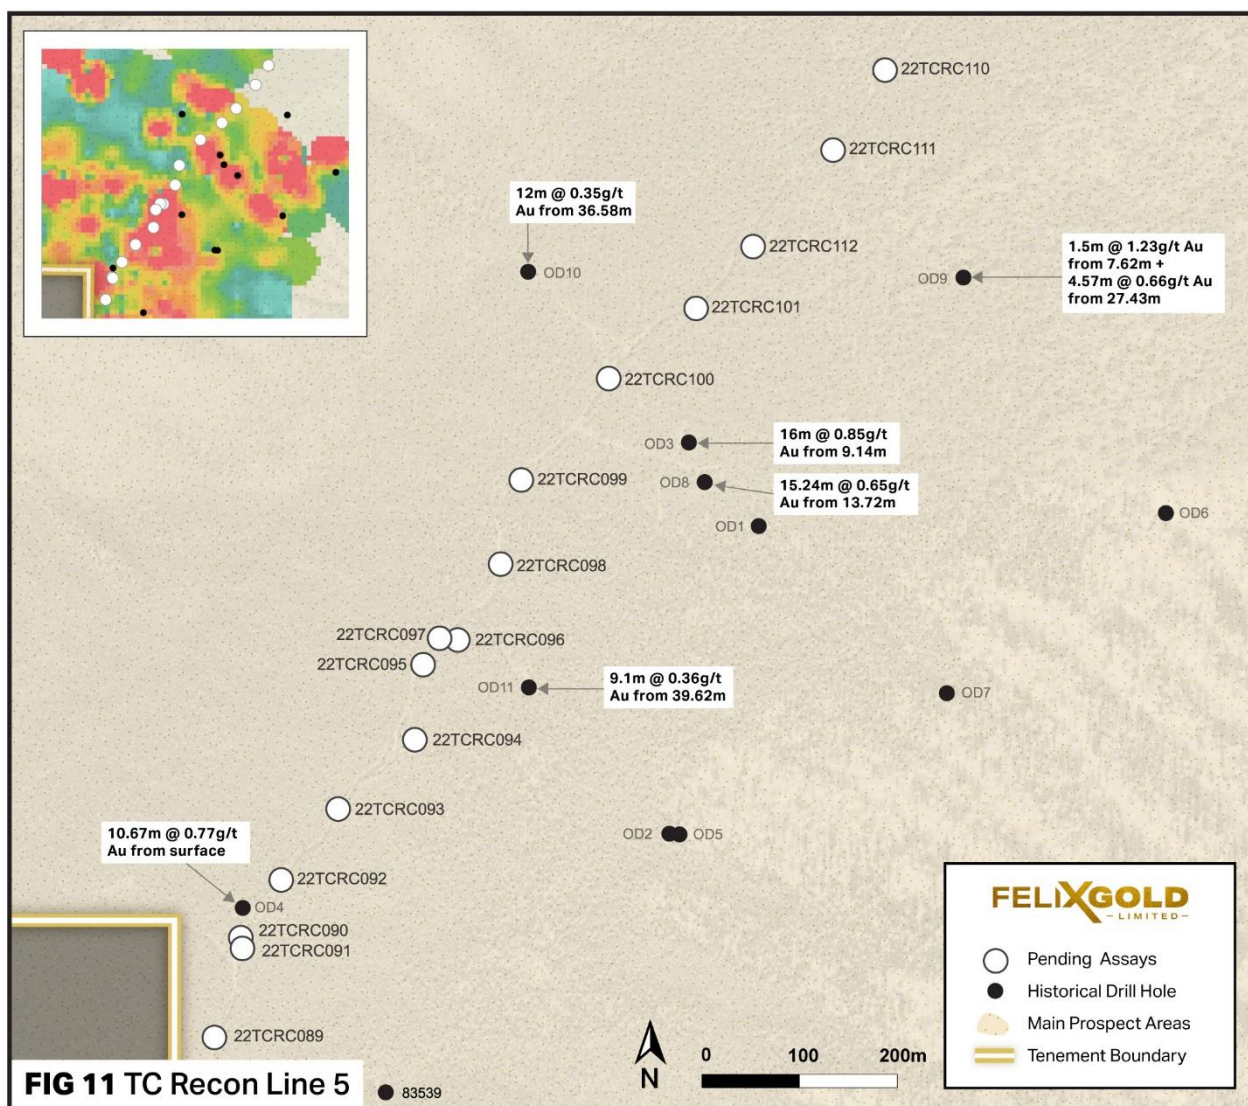 22TCRC110
22TCRC111
12m @ 0.35g/t
Au from 36.58m
22TCRC112
1.5m @ 1.23g/t Au
from 7.62m +
4.57m @ 0.66g/t Au
from 27.43m
OD10
OD9
22TCRC101
22TCRC100
OD3
16m @ 0.85g/t
Au from 9.14m
22TCRC099
OD8
15.24m @ 0.65g/t
Au from 13.72m
OD1
OD6
22TCRC098
22TCRC097
22TCRC096
22TCRC095
OD11
9.1m @ 0.36g/t
Au from 39.62m
OD7
22TCRC094
22TCRC093
10.67m @ 0.77g/t
Au from surface
OD2
OD5
22TCRC092
OD4
22TCRC090
22TCRC091
22TCRC089
FELIXGOLD
LIMITED
Pending Assays
Historical Drill Hole
Main Prospect Areas
Tenement Boundary
0 100 200m
N
FIG 11 TC Recon Line 5
83539